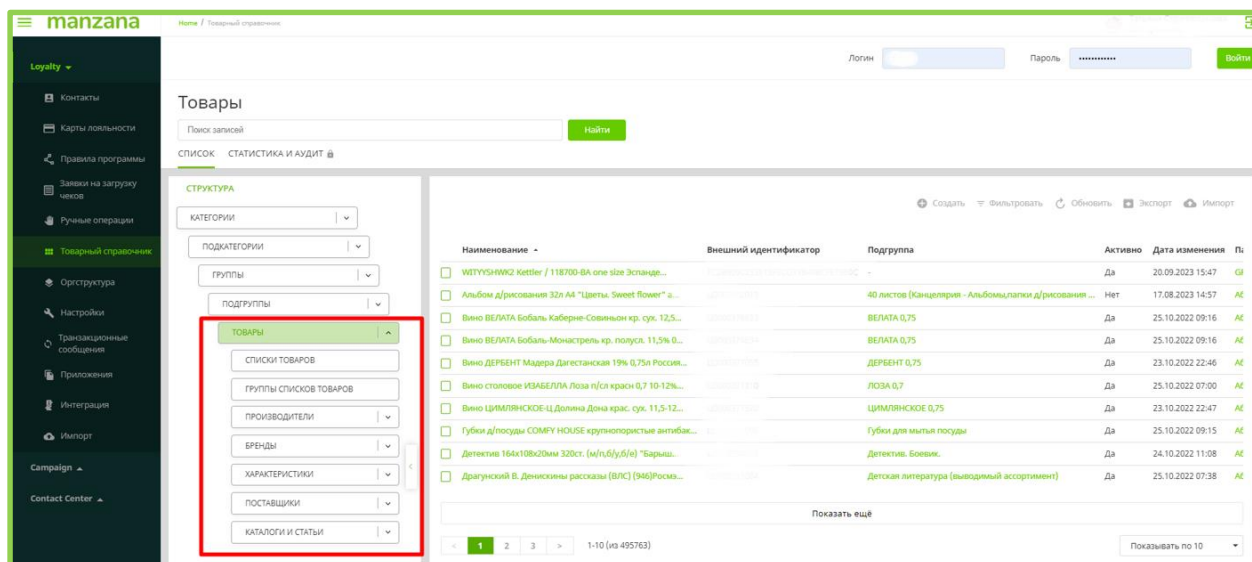 manzana
Home / Товарный справочник
Loyalty
Логин
Пароль ••••••••••••
Войти
Контакты
Карты лояльности
Правила программы
Заявки на загрузку
чеков
Ручные операции
Товарный справочник
Оргструктура
Настройки
Транзакционные
сообщения
Приложения
Интеграция
Импорт
Campaign
Contact Center
Товары
Поиск записей
Найти
СПИСОК СТАТИСТИКА И АУДИТ
СТРУКТУРА
КАТЕГОРИИ
ПОДКАТЕГОРИИ
ГРУППЫ
ПОДГРУППЫ
ТОВАРЫ
СПИСКИ ТОВАРОВ
ГРУППЫ СПИСКОВ ТОВАРОВ
ПРОИЗВОДИТЕЛИ
БРЕНДЫ
ХАРАКТЕРИСТИКИ
ПОСТАВЩИКИ
КАТАЛОГИ И СТАТЬИ
Создать Фильтровать Обновить Экспорт Импорт
Наименование Внешний идентификатор Подгруппа Активно Дата изменения
WITYYSHWK2 Kettler / 118700-BA one size Эспанде... - Да 20.09.2023 15:47
Альбом д/рисования 32л А4 "Цветы. Sweet flower" а... 40 листов (Канцелярия - Альбомы,папки д/рисования ... Нет 17.08.2023 14:57
Вино ВЕЛАТА Бобаль Каберне-Совиньон кр. сух. 12,5... ВЕЛАТА 0,75 Да 25.10.2022 09:16
Вино ВЕЛАТА Бобаль-Монастрель кр. полусл. 11,5% 0... ВЕЛАТА 0,75 Да 25.10.2022 09:16
Вино ДЕРБЕНТ Мадера Дагестанская 19% 0,75л Россия... ДЕРБЕНТ 0,75 Да 23.10.2022 22:46
Вино столовое ИЗАБЕЛЛА Лоза п/сл красн 0,7 10-12%... ЛОЗА 0,7 Да 25.10.2022 07:00
Вино ЦИМЛЯНСКОЕ-Ц.Долина Дона крас. сух. 11,5-12... ЦИМЛЯНСКОЕ 0,75 Да 23.10.2022 22:47
Губки д/посуды COMFY HOUSE крупнопористые антибак... Губки для мытья посуды Да 25.10.2022 09:15
Детектив 164х108х20мм 320ст. (м/п,б/у,б/е) "Барыш... Детектив. Боевик. Да 24.10.2022 11:08
Драгунский В. Денискины рассказы (ВЛС) (946)Росмэ... Детская литература (выводимый ассортимент) Да 25.10.2022 07:38
Показать ещё
< 1 2 3 > 1-10 (из 495763)
Показывать по 10